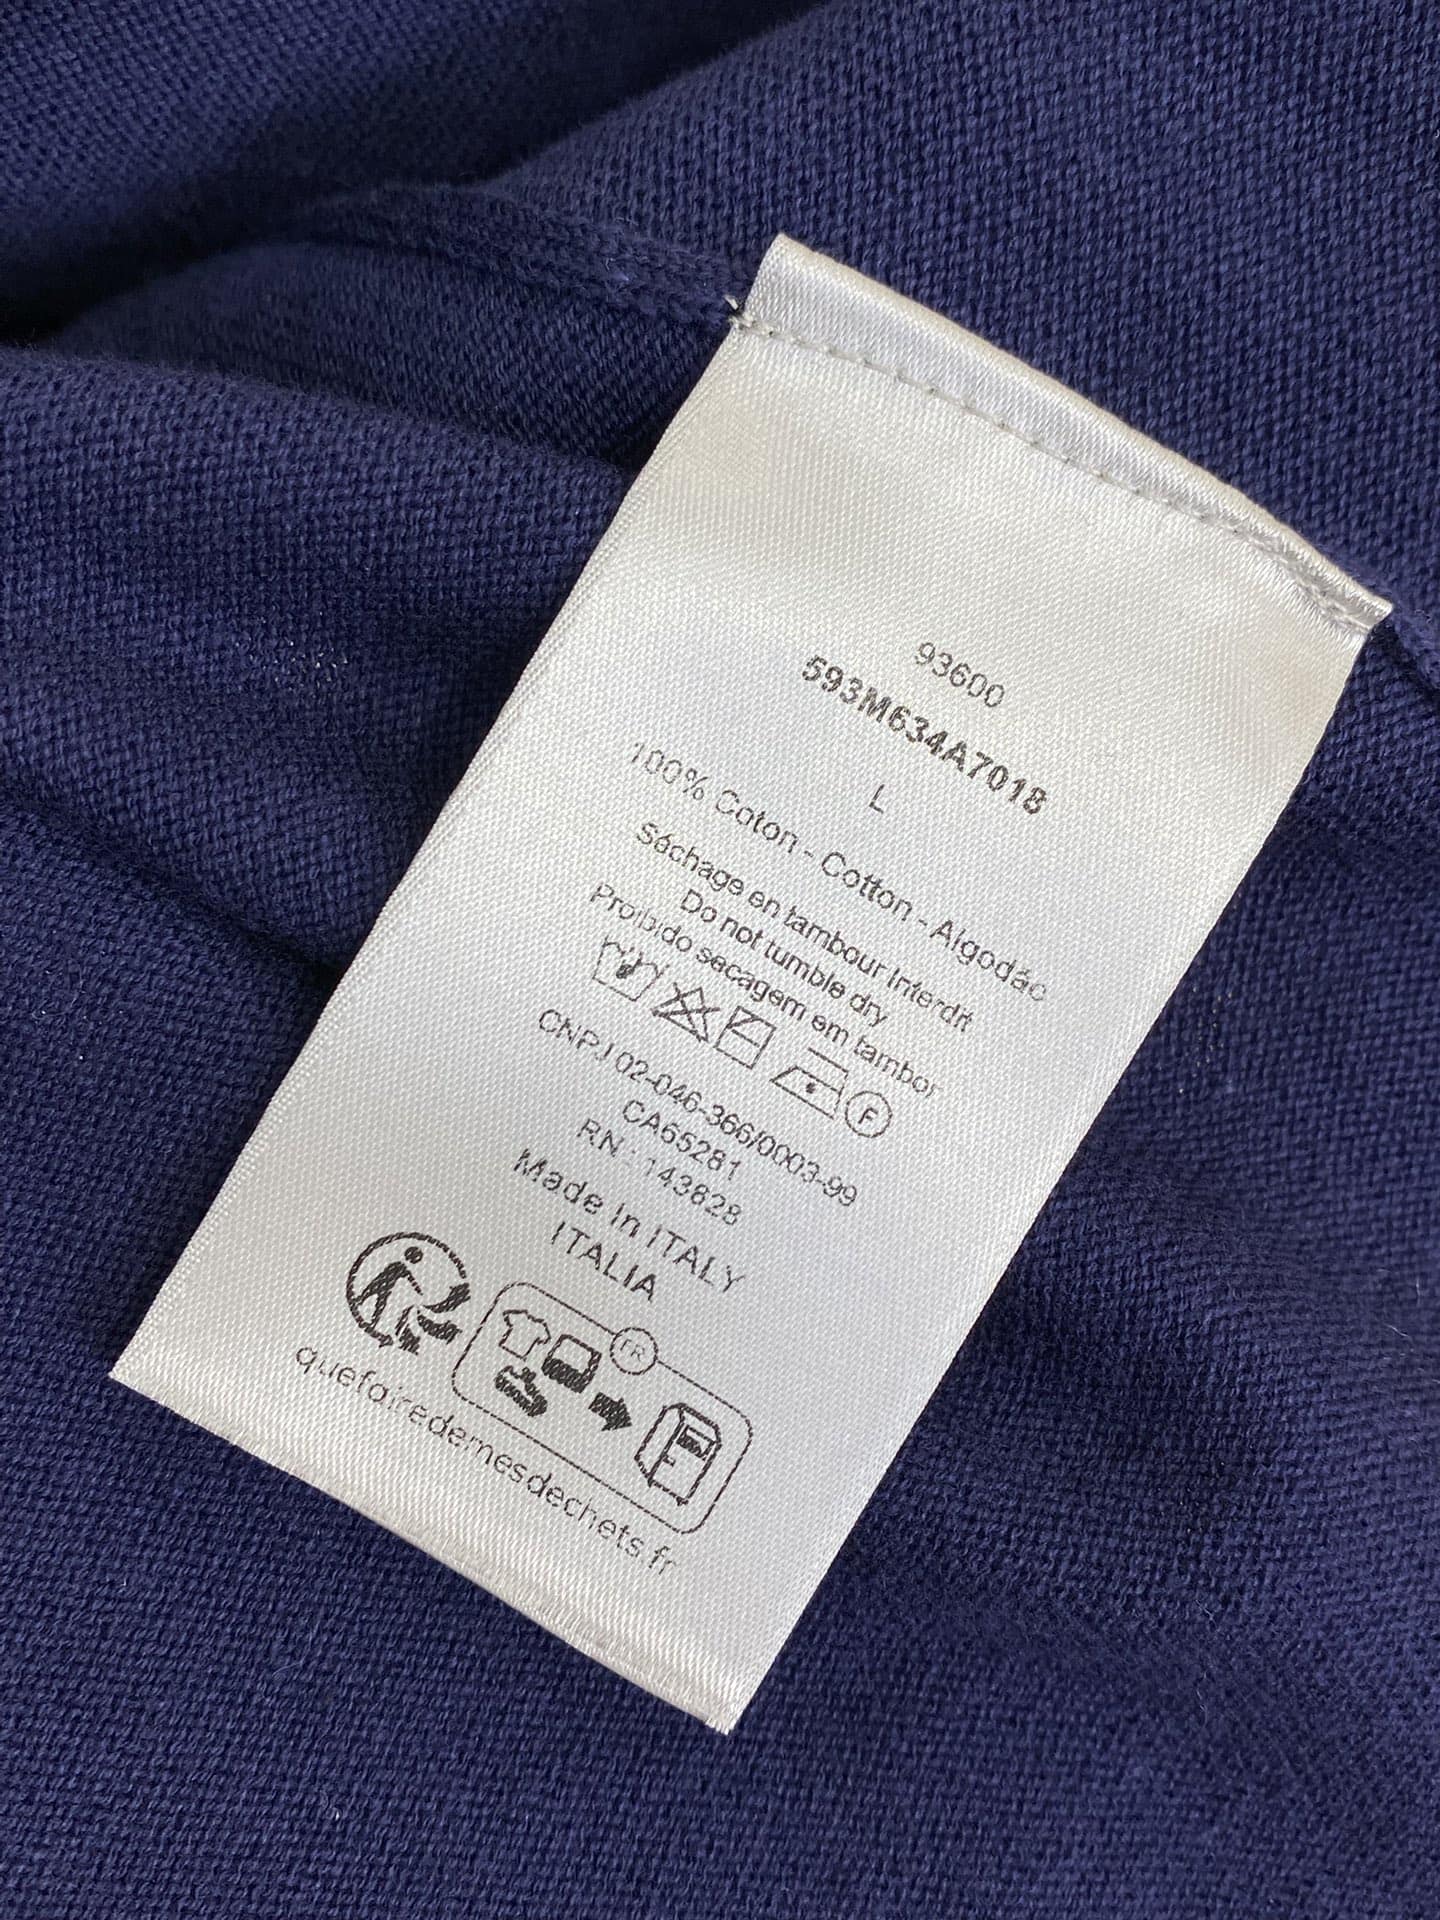 93600
593M634A7018
L
100% Coton - Cotton - Algodão
Séchage en tambour interdit
Do not tumble dry
Proibido secagem em tambor
F
CNPJ 02-046-366/0003-99
CA65281
RN : 143828
Made in ITALY
ITALIA
FR
quefairedemesdechets.fr